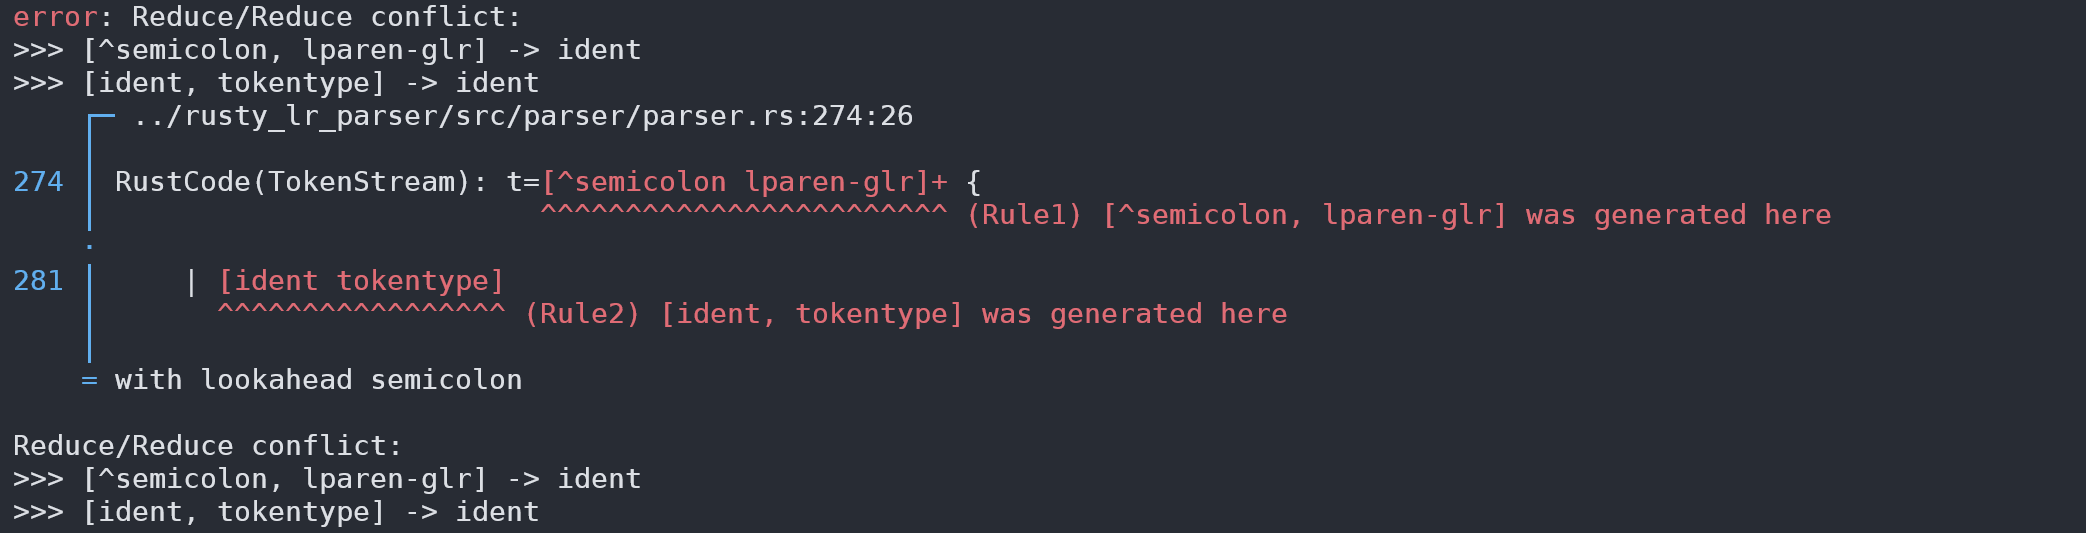 error: Reduce/Reduce conflict:
>>> [^semicolon, lparen-glr] -> ident
>>> [ident, tokentype] -> ident
../rusty_lr_parser/src/parser/parser.rs:274:26
274 RustCode(TokenStream): t=[^semicolon lparen-glr]+ {
^^^^^^^^^^^^^^^^^^^^^^^^ (Rule1) [^semicolon, lparen-glr] was generated here
·
281 | [ident tokentype]
^^^^^^^^^^^^^^^^^ (Rule2) [ident, tokentype] was generated here
= with lookahead semicolon
Reduce/Reduce conflict:
>>> [^semicolon, lparen-glr] -> ident
>>> [ident, tokentype] -> ident